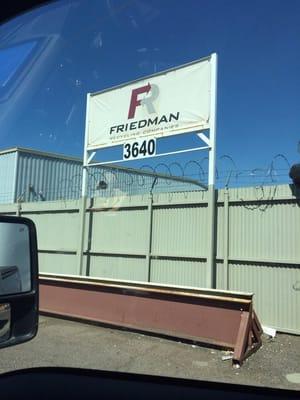 FR
FRIEDMAN
RECYCLING COMPANIES
3640